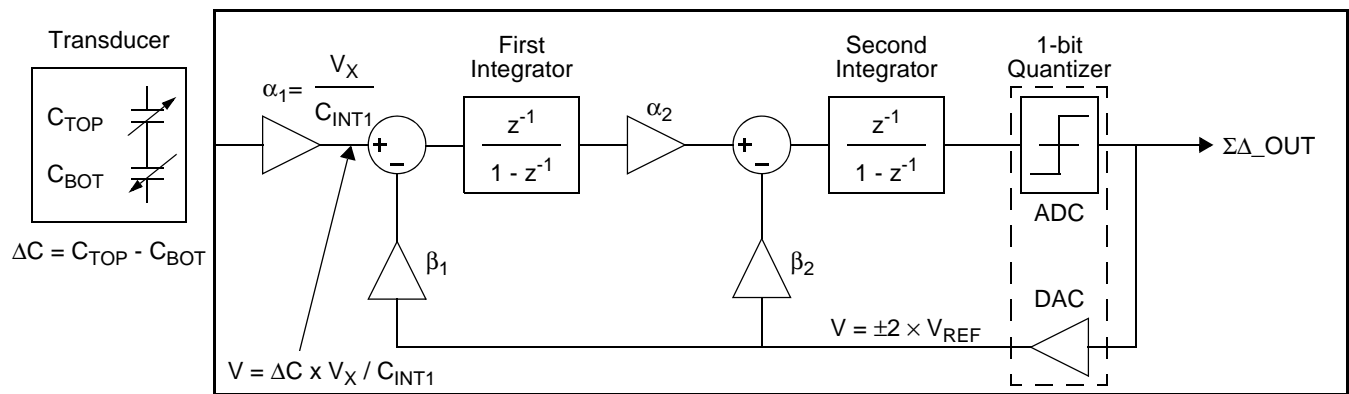 Transducer
C_TOP
C_BOT
ΔC = C_TOP - C_BOT
α₁= V_X / C_INT1
+
-
V = ΔC x V_X / C_INT1
First
Integrator
z⁻¹
1 - z⁻¹
β₁
α₂
+
-
β₂
Second
Integrator
z⁻¹
1 - z⁻¹
1-bit
Quantizer
ADC
DAC
V = ±2 × V_REF
ΣΔ_OUT